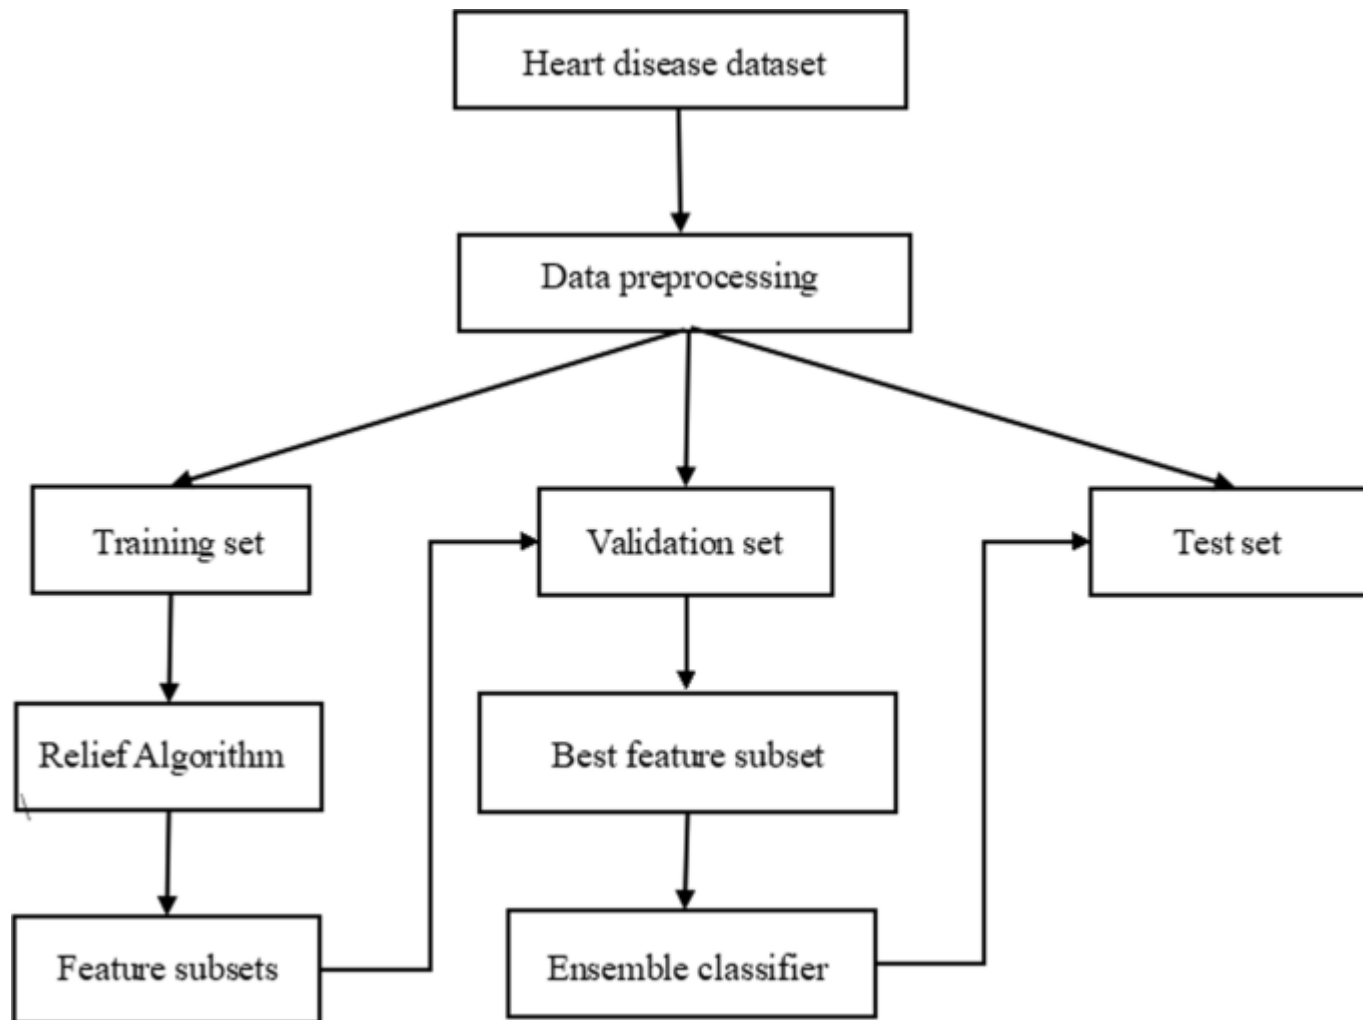 Heart disease dataset
Data preprocessing
Training set
Validation set
Test set
Relief Algorithm
Best feature subset
Feature subsets
Ensemble classifier